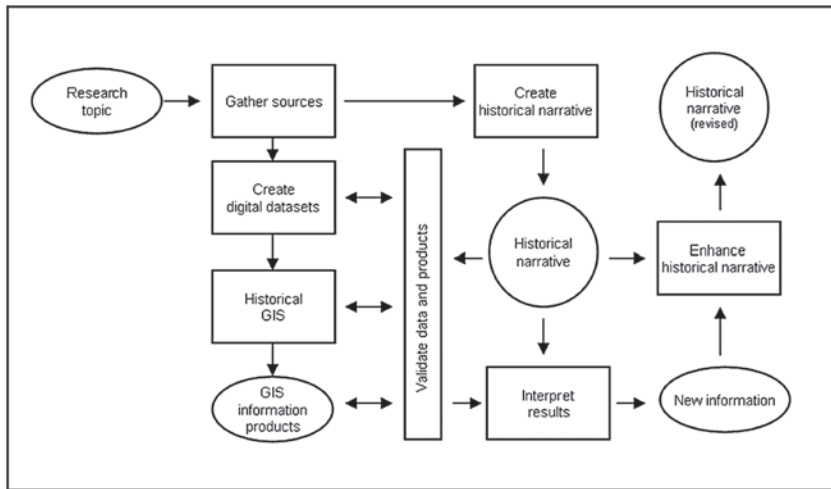 Research
topic
Gather sources
Create
historical narrative
Historical
narrative
(revised)
Create
digital datasets
Validate data and products
Historical
narrative
Enhance
historical narrative
Historical
GIS
GIS
information
products
Interpret
results
New information